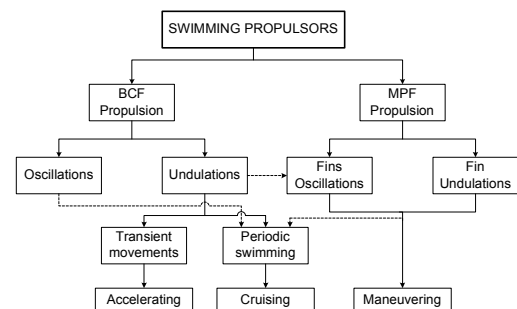 SWIMMING PROPULSORS
BCF
Propulsion
MPF
Propulsion
Oscillations
Undulations
Fins
Oscillations
Fin
Undulations
Transient
movements
Periodic
swimming
Accelerating
Cruising
Maneuvering